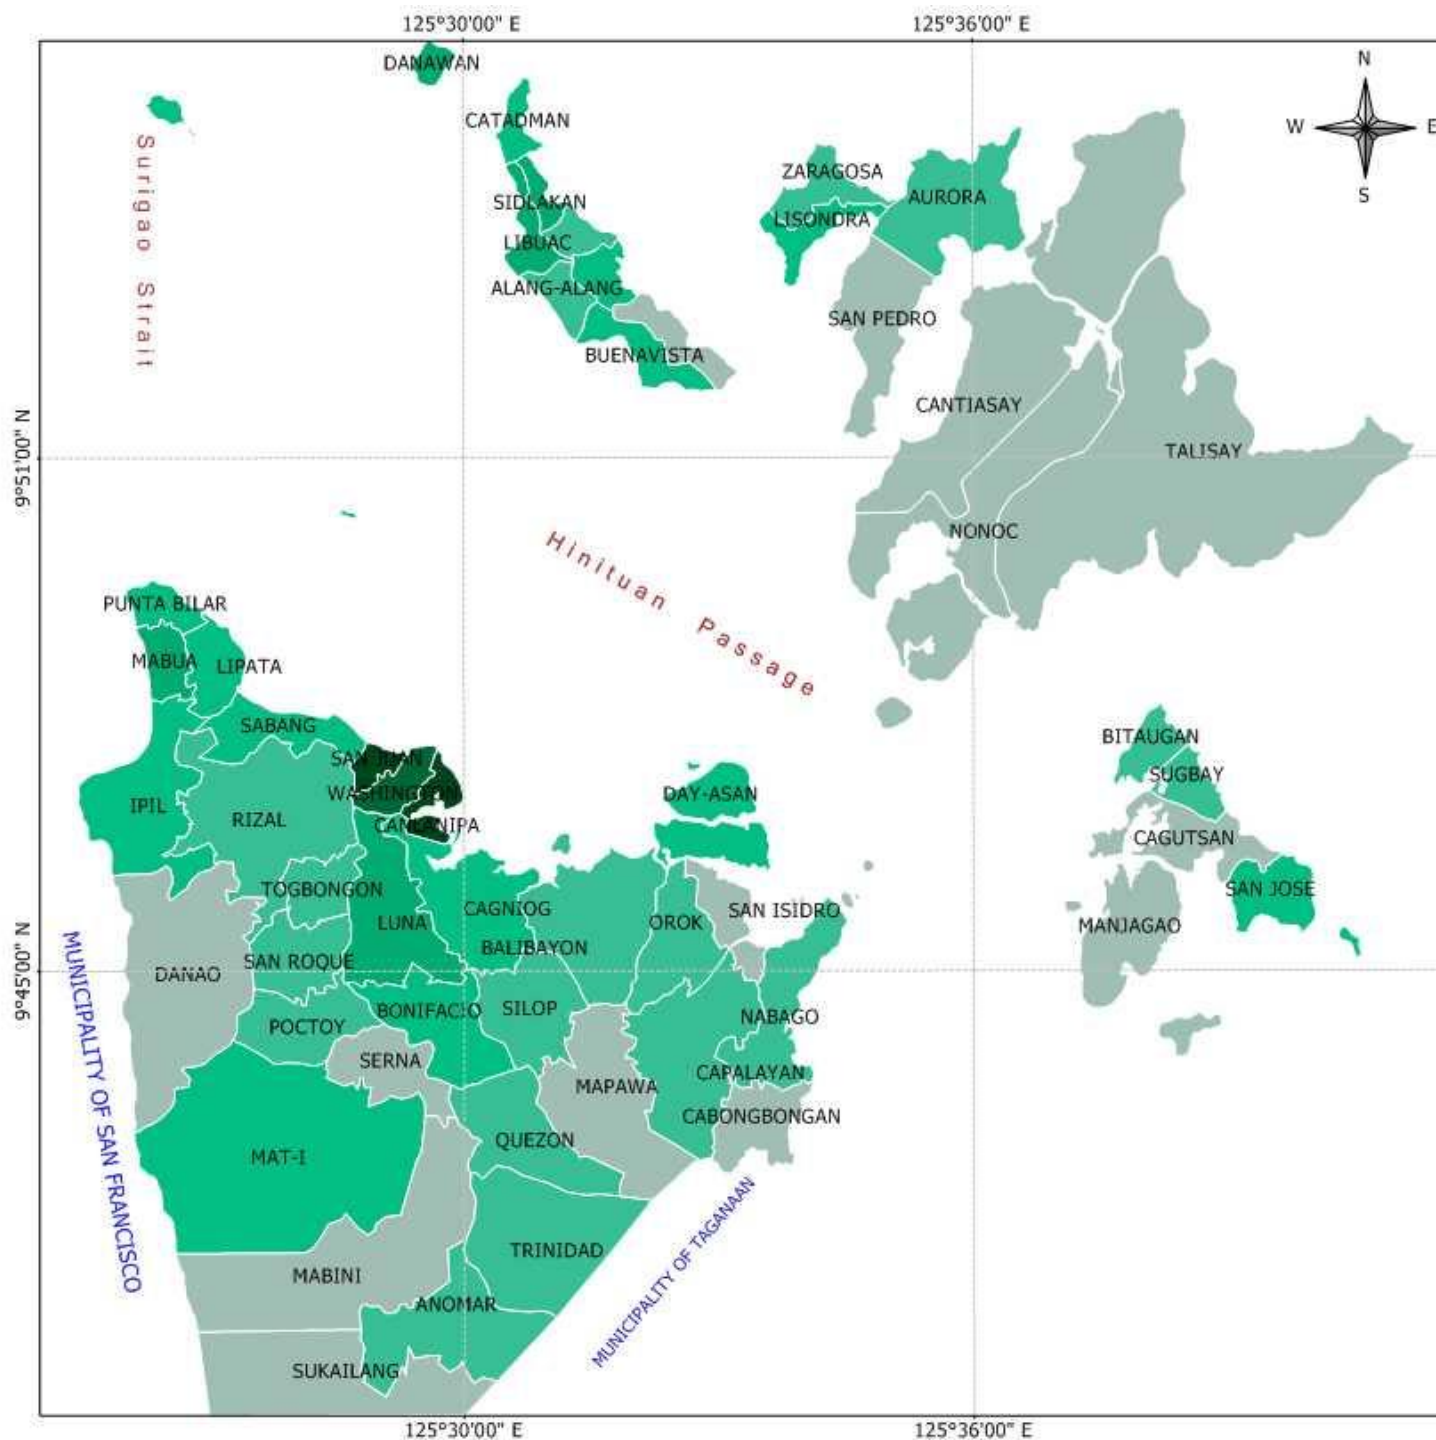 125°30'00" E
125°36'00" E
N
W
E
S
DANAWAN
CATADMAN
SIDLAKAN
LIBUAC
ALANG-ALANG
BUENAVISTA
ZARAGOSA
LISONDRA
AURORA
SAN PEDRO
CANTIASAY
TALISAY
NONOC
Surigao Strait
9°51'00" N
Hinituan Passage
PUNTA BILAR
MABUA
LIPATA
SABANG
SAN JUAN
WASHINGTON
CANLANIPA
IPIL
RIZAL
DAY-ASAN
BITAUGAN
SUGBAY
CAGUTSAN
SAN JOSE
MANJAGAO
TOGBONGON
LUNA
CAGNIOG
BALIBAYON
OROK
SAN ISIDRO
9°45'00" N
DANAO
SAN ROQUE
POCTOY
BONIFACIO
SILOP
NABAGO
SERNA
MAPAWA
CAPALAYAN
CABONGBONGAN
MAT-I
QUEZON
TRINIDAD
MABINI
ANOMAR
SUKAILANG
MUNICIPALITY OF SAN FRANCISCO
MUNICIPALITY OF TAGANAAN
125°30'00" E
125°36'00" E